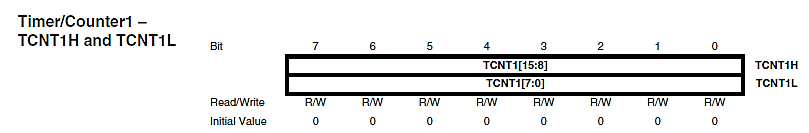 Timer/Counter1 –
TCNT1H and TCNT1L
Bit 7 6 5 4 3 2 1 0
TCNT1[15:8] TCNT1H
TCNT1[7:0] TCNT1L
Read/Write R/W R/W R/W R/W R/W R/W R/W R/W
Initial Value 0 0 0 0 0 0 0 0